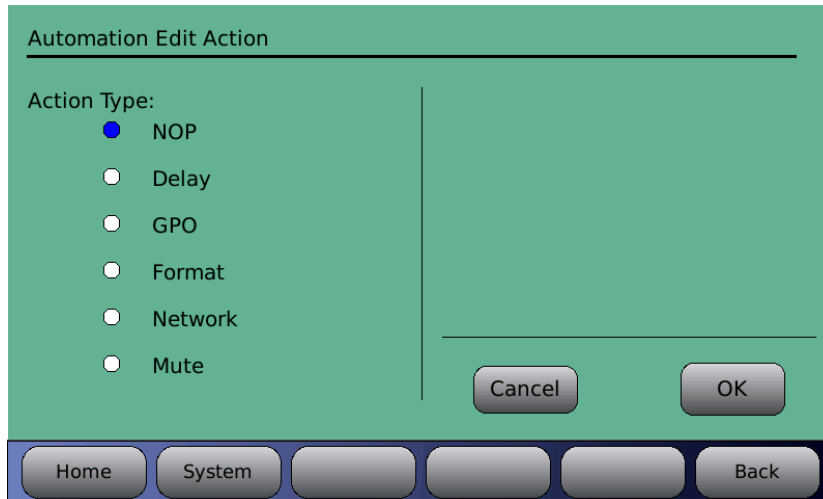 Automation Edit Action
Action Type:
NOP
Delay
GPO
Format
Network
Mute
Cancel OK
Home System Back